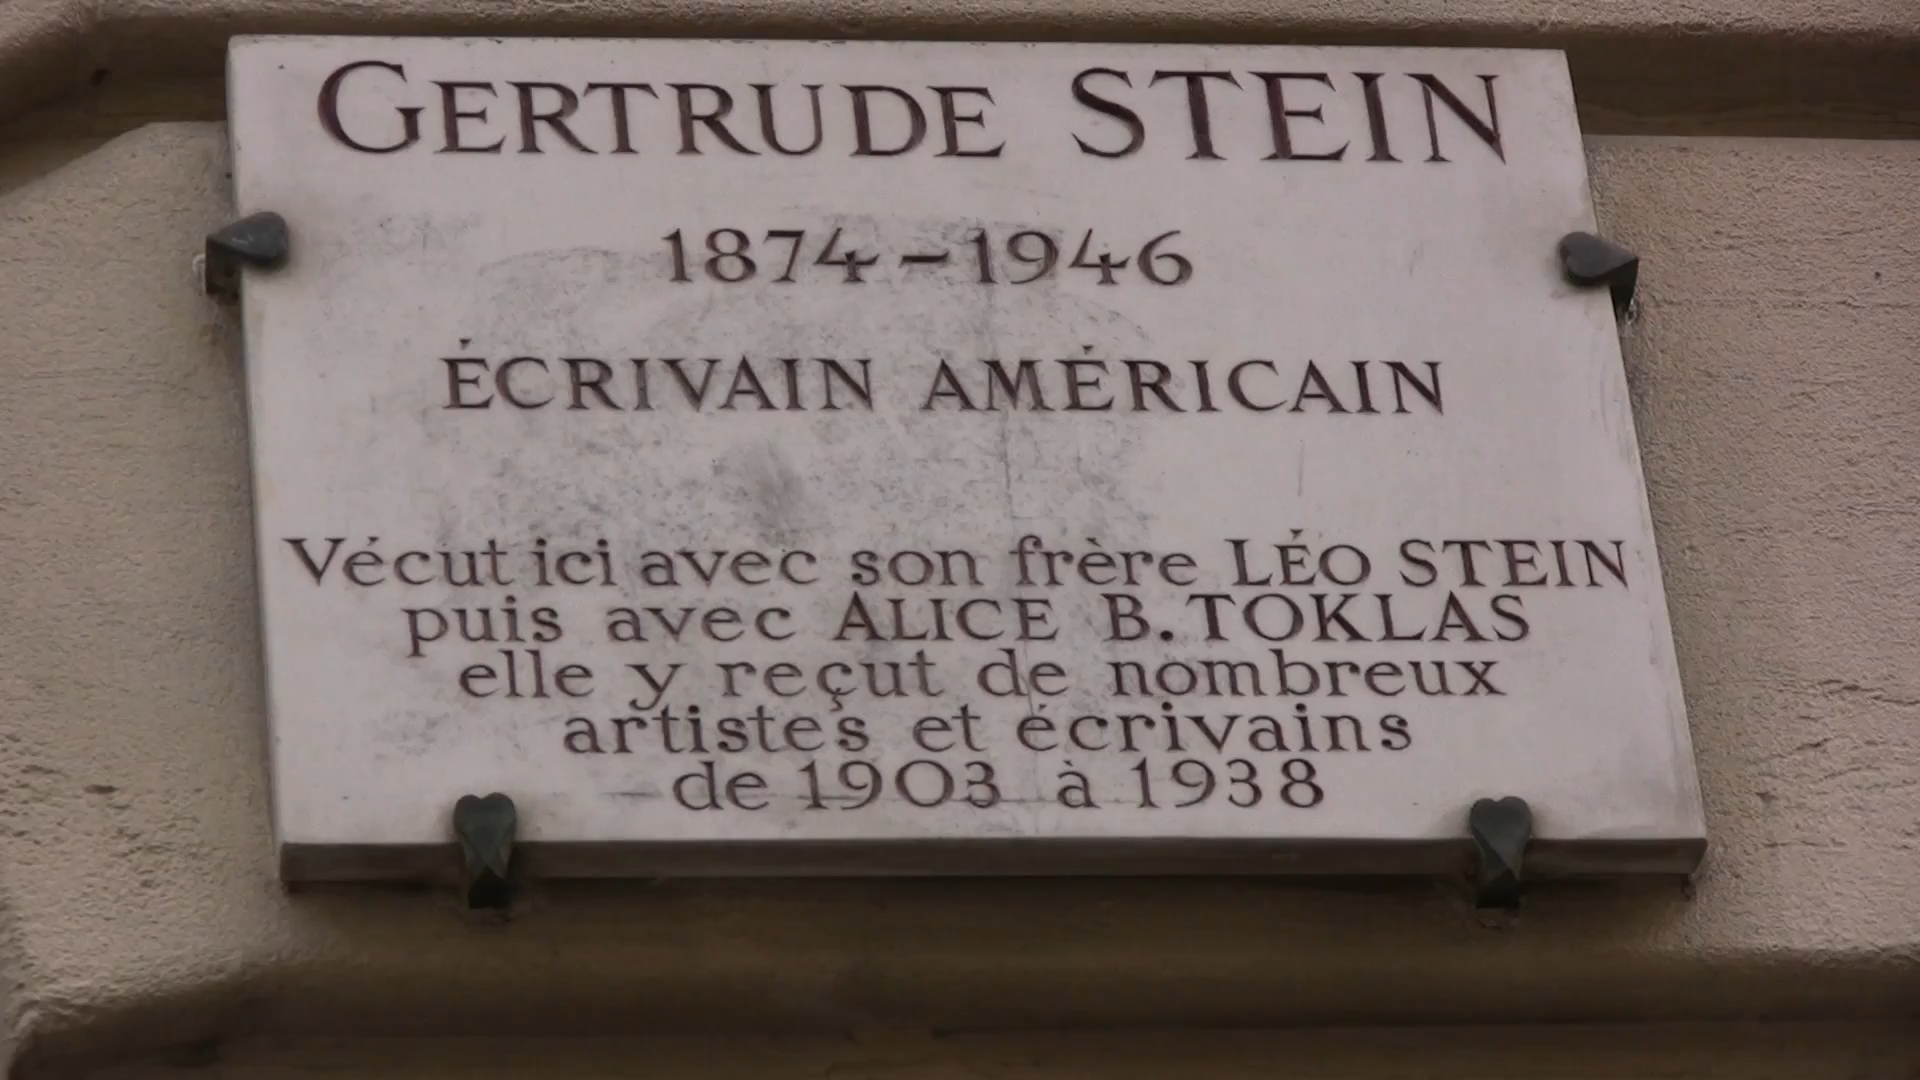 GERTRUDE STEIN
1874-1946
ÉCRIVAIN AMÉRICAIN
Vécut ici avec son frère LÉO STEIN
puis avec ALICE B. TOKLAS
elle y reçut de nombreux
artistes et écrivains
de 1903 à 1938